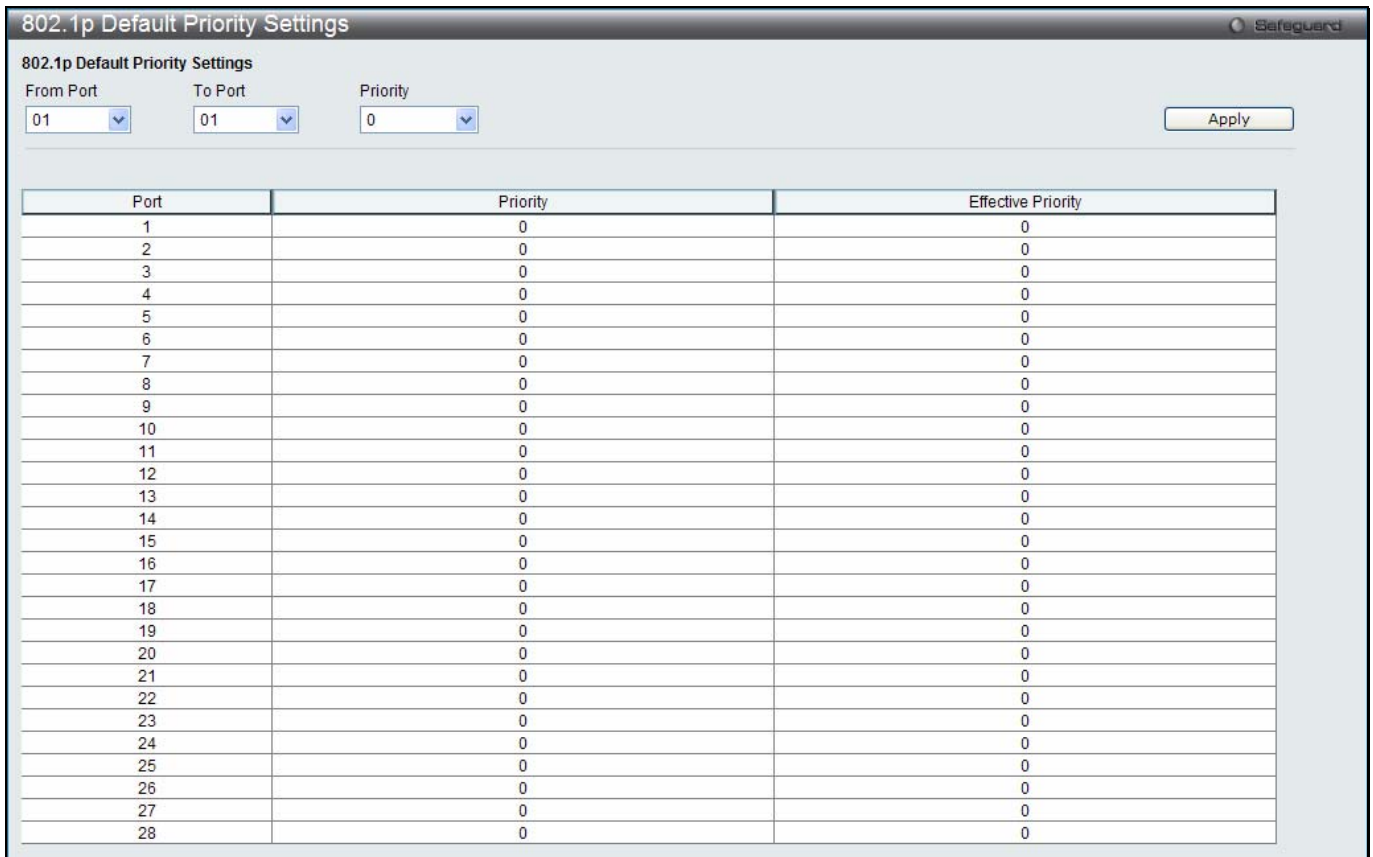 802.1p Default Priority Settings
Safeguard
802.1p Default Priority Settings
From Port To Port Priority
01 01 0 Apply
Port Priority Effective Priority
1 0 0
2 0 0
3 0 0
4 0 0
5 0 0
6 0 0
7 0 0
8 0 0
9 0 0
10 0 0
11 0 0
12 0 0
13 0 0
14 0 0
15 0 0
16 0 0
17 0 0
18 0 0
19 0 0
20 0 0
21 0 0
22 0 0
23 0 0
24 0 0
25 0 0
26 0 0
27 0 0
28 0 0